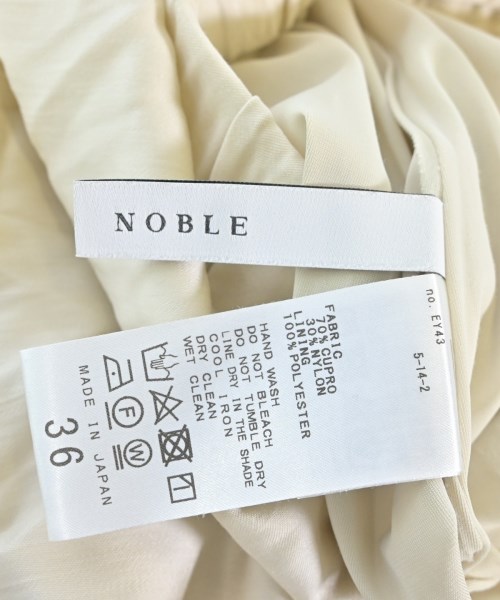 NOBLE
no. EY43
5-14-2
FABRIC
70% CUPRO
30% NYLON
LINING
100% POLYESTER
HAND WASH
DO NOT BLEACH
DO NOT TUMBLE DRY
LINE DRY IN THE SHADE
COOL IRON
DRY CLEAN
WET CLEAN
F
W
MADE IN JAPAN
36